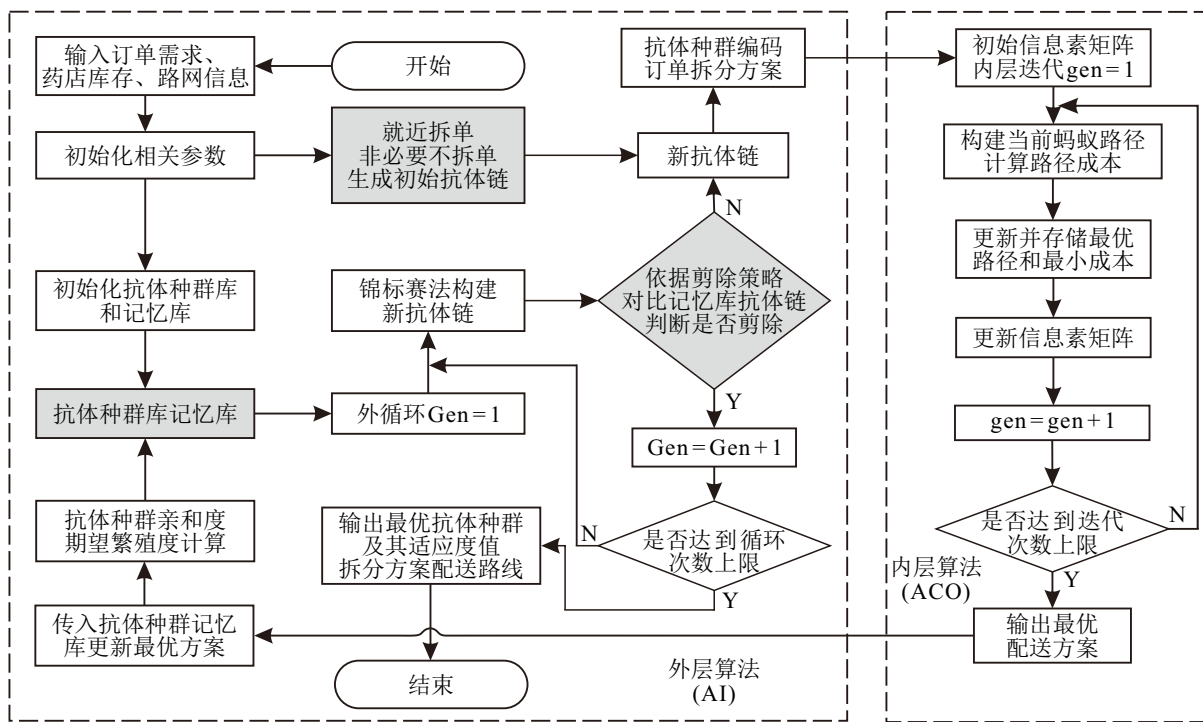 开始
输入订单需求、
药店库存、路网信息
初始化相关参数
就近拆单
非必要不拆单
生成初始抗体链
新抗体链
抗体种群编码
订单拆分方案
初始化抗体种群库
和记忆库
锦标赛法构建
新抗体链
依据剪除策略
对比记忆库抗体链
判断是否剪除
N
Y
抗体种群库记忆库
外循环Gen=1
Gen=Gen+1
抗体种群亲和度
期望繁殖度计算
输出最优抗体种群
及其适应度值
拆分方案配送路线
是否达到循环
次数上限
N
Y
传入抗体种群记忆
库更新最优方案
结束
外层算法
(AI)
初始信息素矩阵
内层迭代gen=1
构建当前蚂蚁路径
计算路径成本
更新并存储最优
路径和最小成本
更新信息素矩阵
gen=gen+1
是否达到迭代
次数上限
N
Y
内层算法
(ACO)
输出最优
配送方案